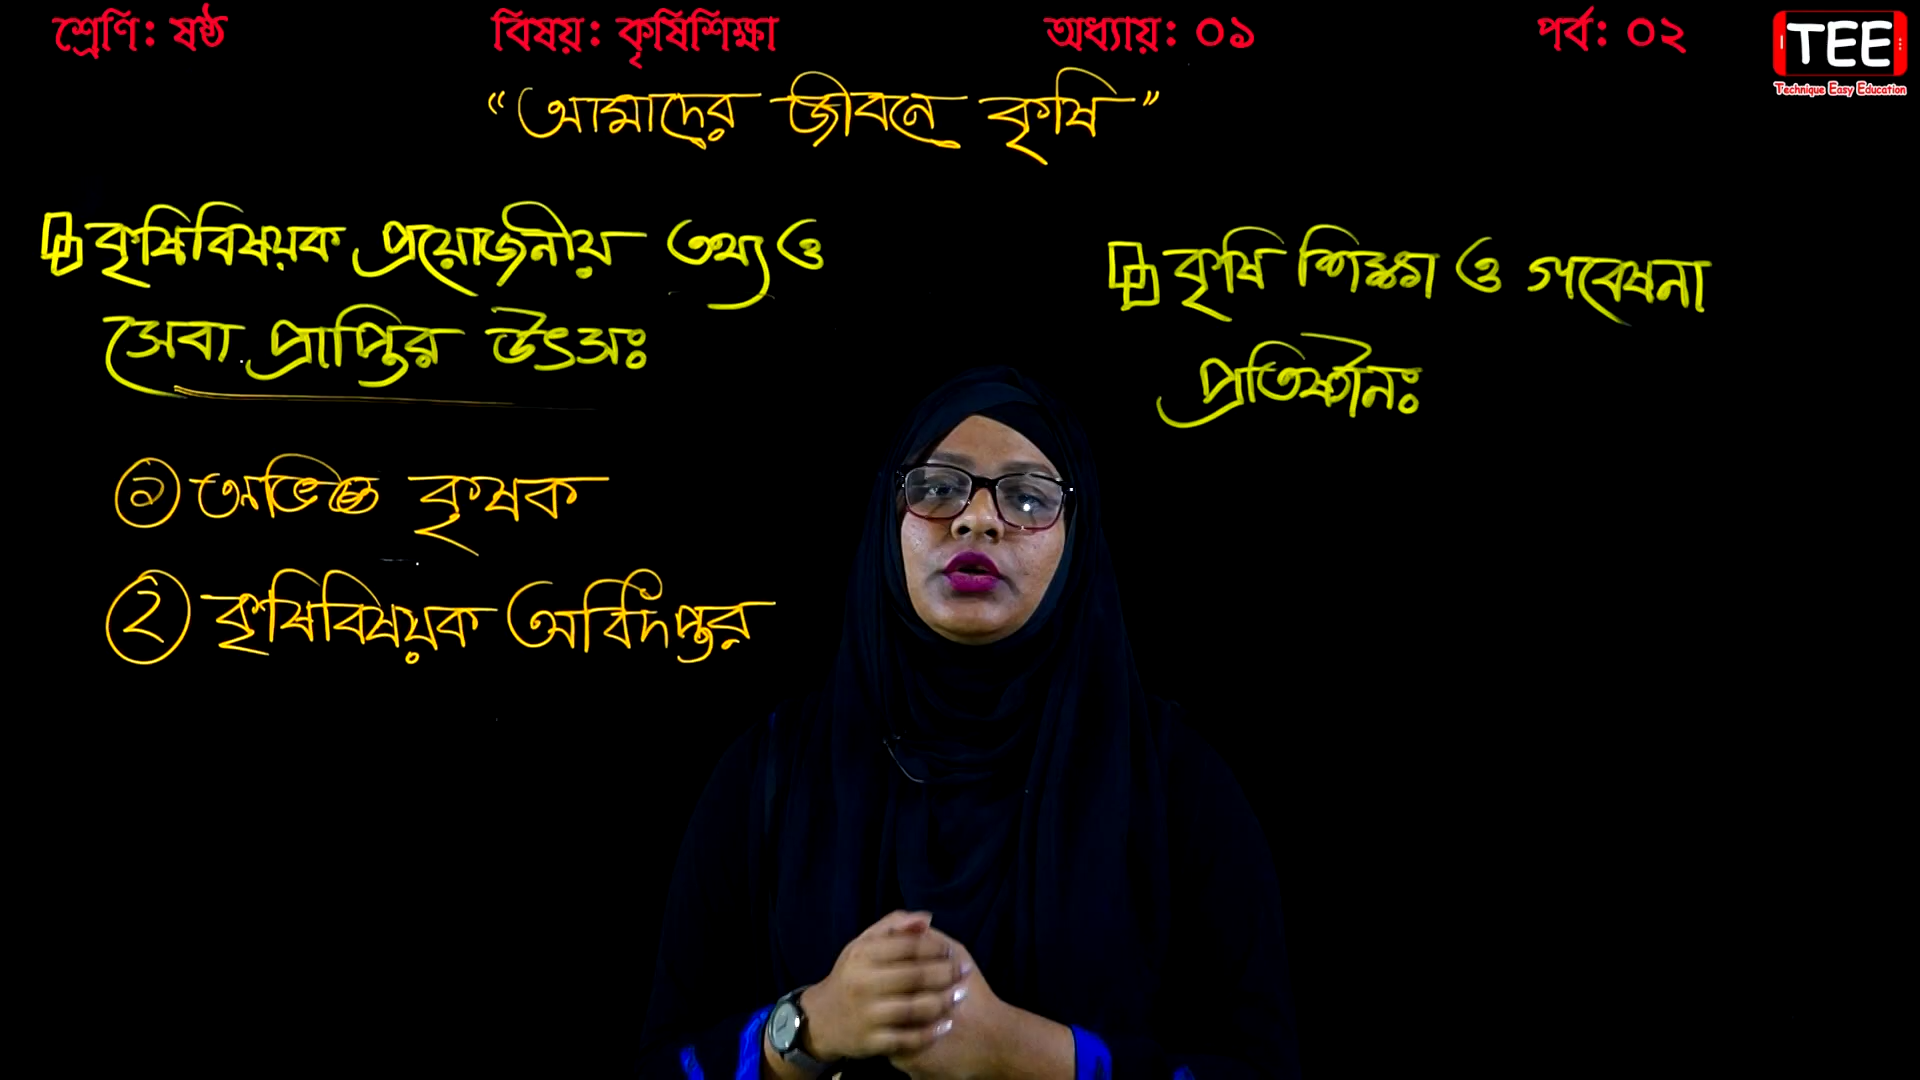 শ্রেণি: ষষ্ঠ
বিষয়: কৃষিশিক্ষা
অধ্যায়: ০১
পর্ব: ০২
TEE
Technique Easy Education
“আমাদের জীবনে কৃষি”
কৃষিবিষয়ক প্রয়োজনীয় তথ্য ও
সেবা প্রাপ্তির উৎসঃ
১ অভিজ্ঞ কৃষক
২ কৃষিবিষয়ক অধিদপ্তর
কৃষি শিক্ষা ও গবেষনা
প্রতিষ্ঠানঃ